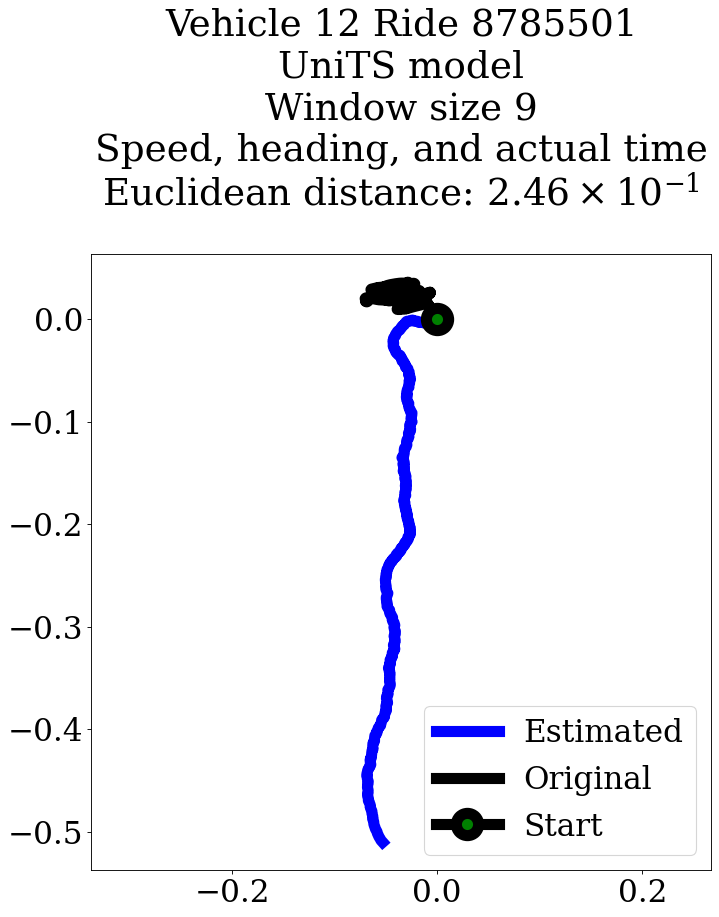 Vehicle 12 Ride 8785501
UniTS model
Window size 9
Speed, heading, and actual time
Euclidean distance: 2.46 × 10⁻¹
0.0
−0.1
−0.2
−0.3
−0.4
−0.5
Estimated
Original
Start
−0.2 0.0 0.2